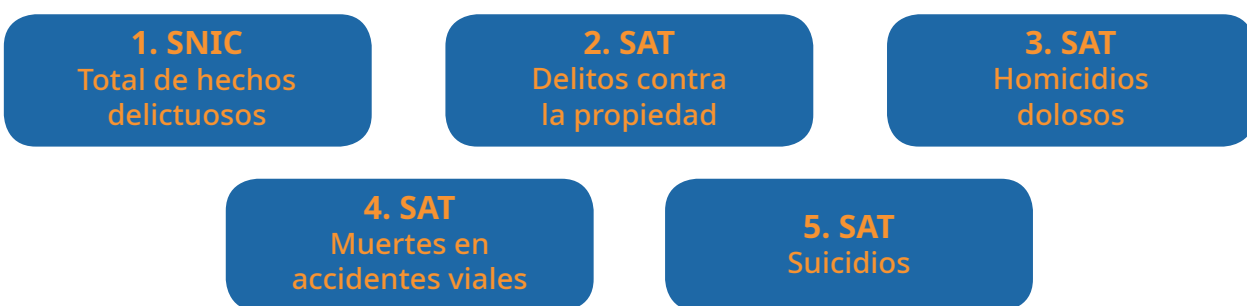 1. SNIC
Total de hechos
delictuosos
2. SAT
Delitos contra
la propiedad
3. SAT
Homicidios
dolosos
4. SAT
Muertes en
accidentes viales
5. SAT
Suicidios